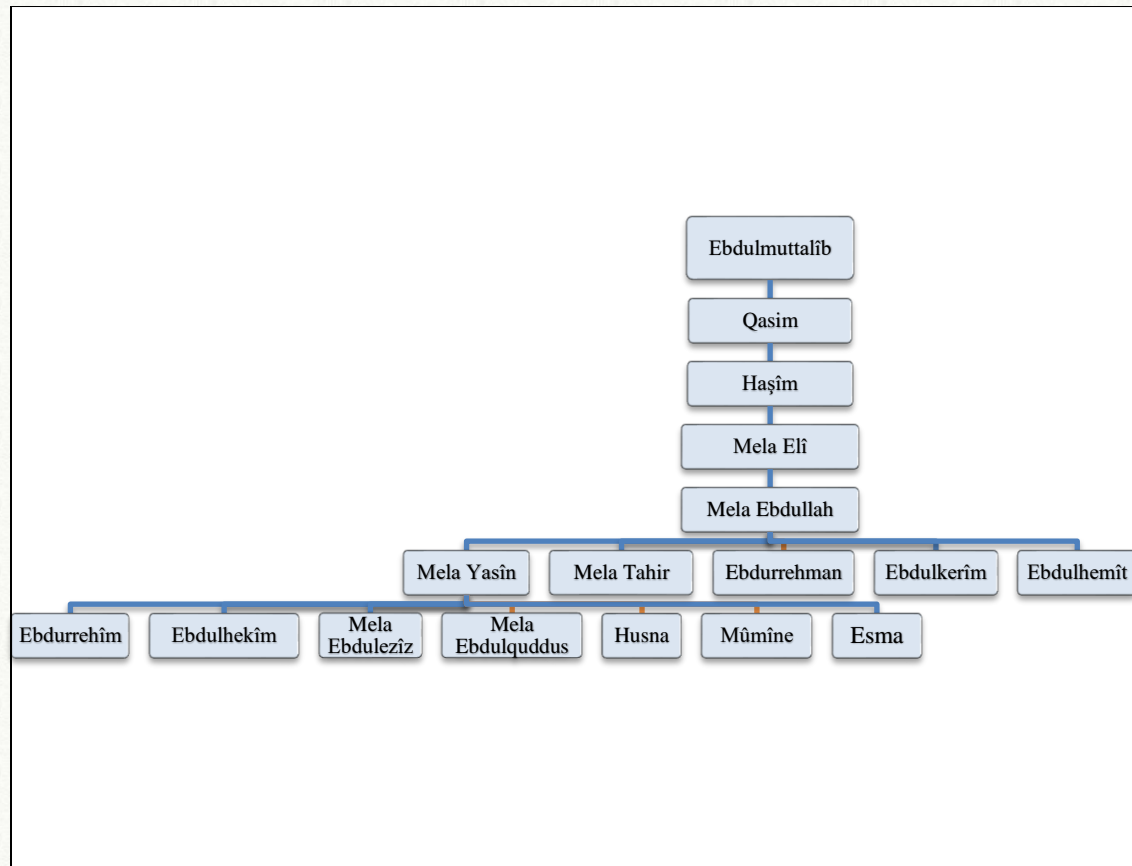 Ebdulmuttalîb
Qasim
Haşîm
Mela Elî
Mela Ebdullah
Mela Yasîn
Mela Tahir
Ebdurrehman
Ebdulkerîm
Ebdulhemît
Ebdurrehîm
Ebdulhekîm
Mela
Ebdulezîz
Mela
Ebdulquddus
Husna
Mûmîne
Esma